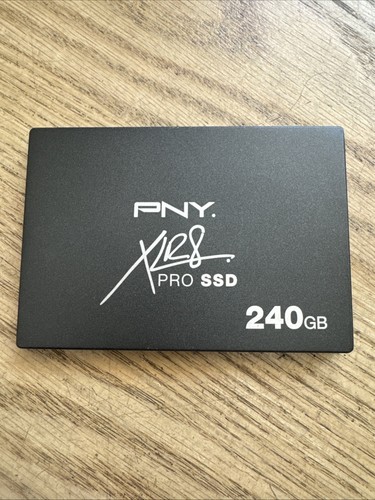 PNY.
XLR8.
PRO SSD
240GB